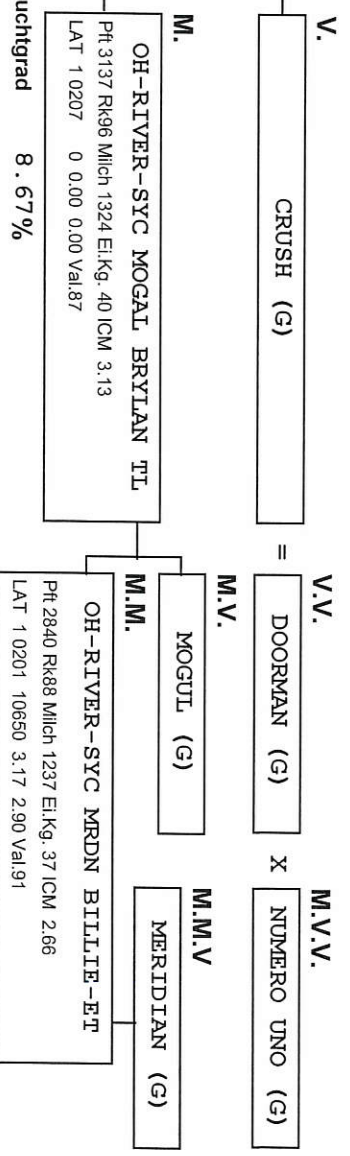 V.
CRUSH (G)
=
V.V.
DOORMAN (G)
X
M.V.V.
NUMERO UNO (G)
M.
OH-RIVER-SYC MOGAL BRYLAN TL
Pft 3137 Rk96 Milch 1324 Ei.Kg. 40 ICM 3.13
LAT 1 0207 0 0.00 0.00 Val.87
M.V.
MOGUL (G)
M.M.V
MERIDIAN (G)
M.M.
OH-RIVER-SYC MRDN BILLIE-ET
Pft 2840 Rk88 Milch 1237 Ei.Kg. 37 ICM 2.66
LAT 1 0201 10650 3.17 2.90 Val.91
uchtgrad 8.67%